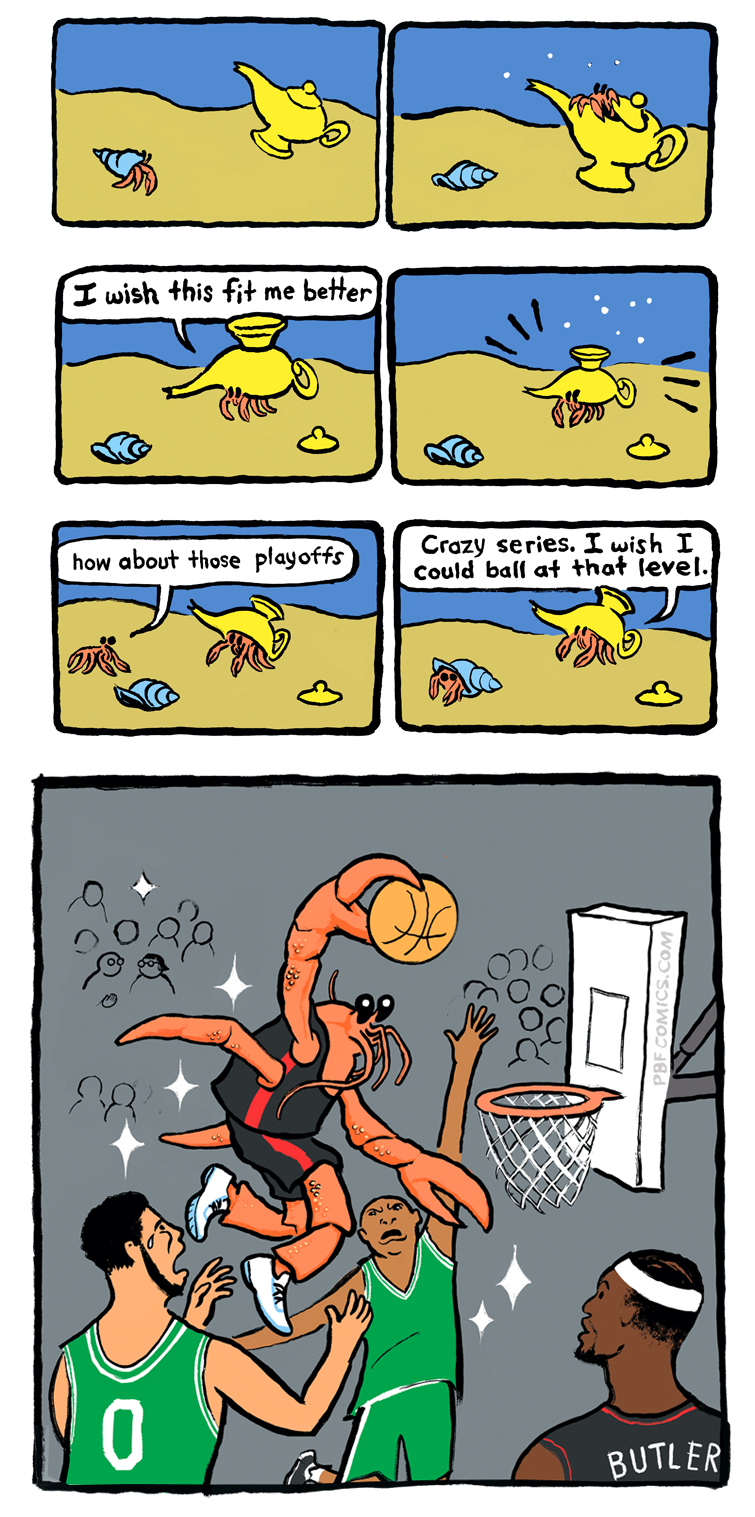 I wish this fit me better
how about those playoffs
Crazy series. I wish I
could ball at that level.
PBFCOMICS.COM
0
BUTLER